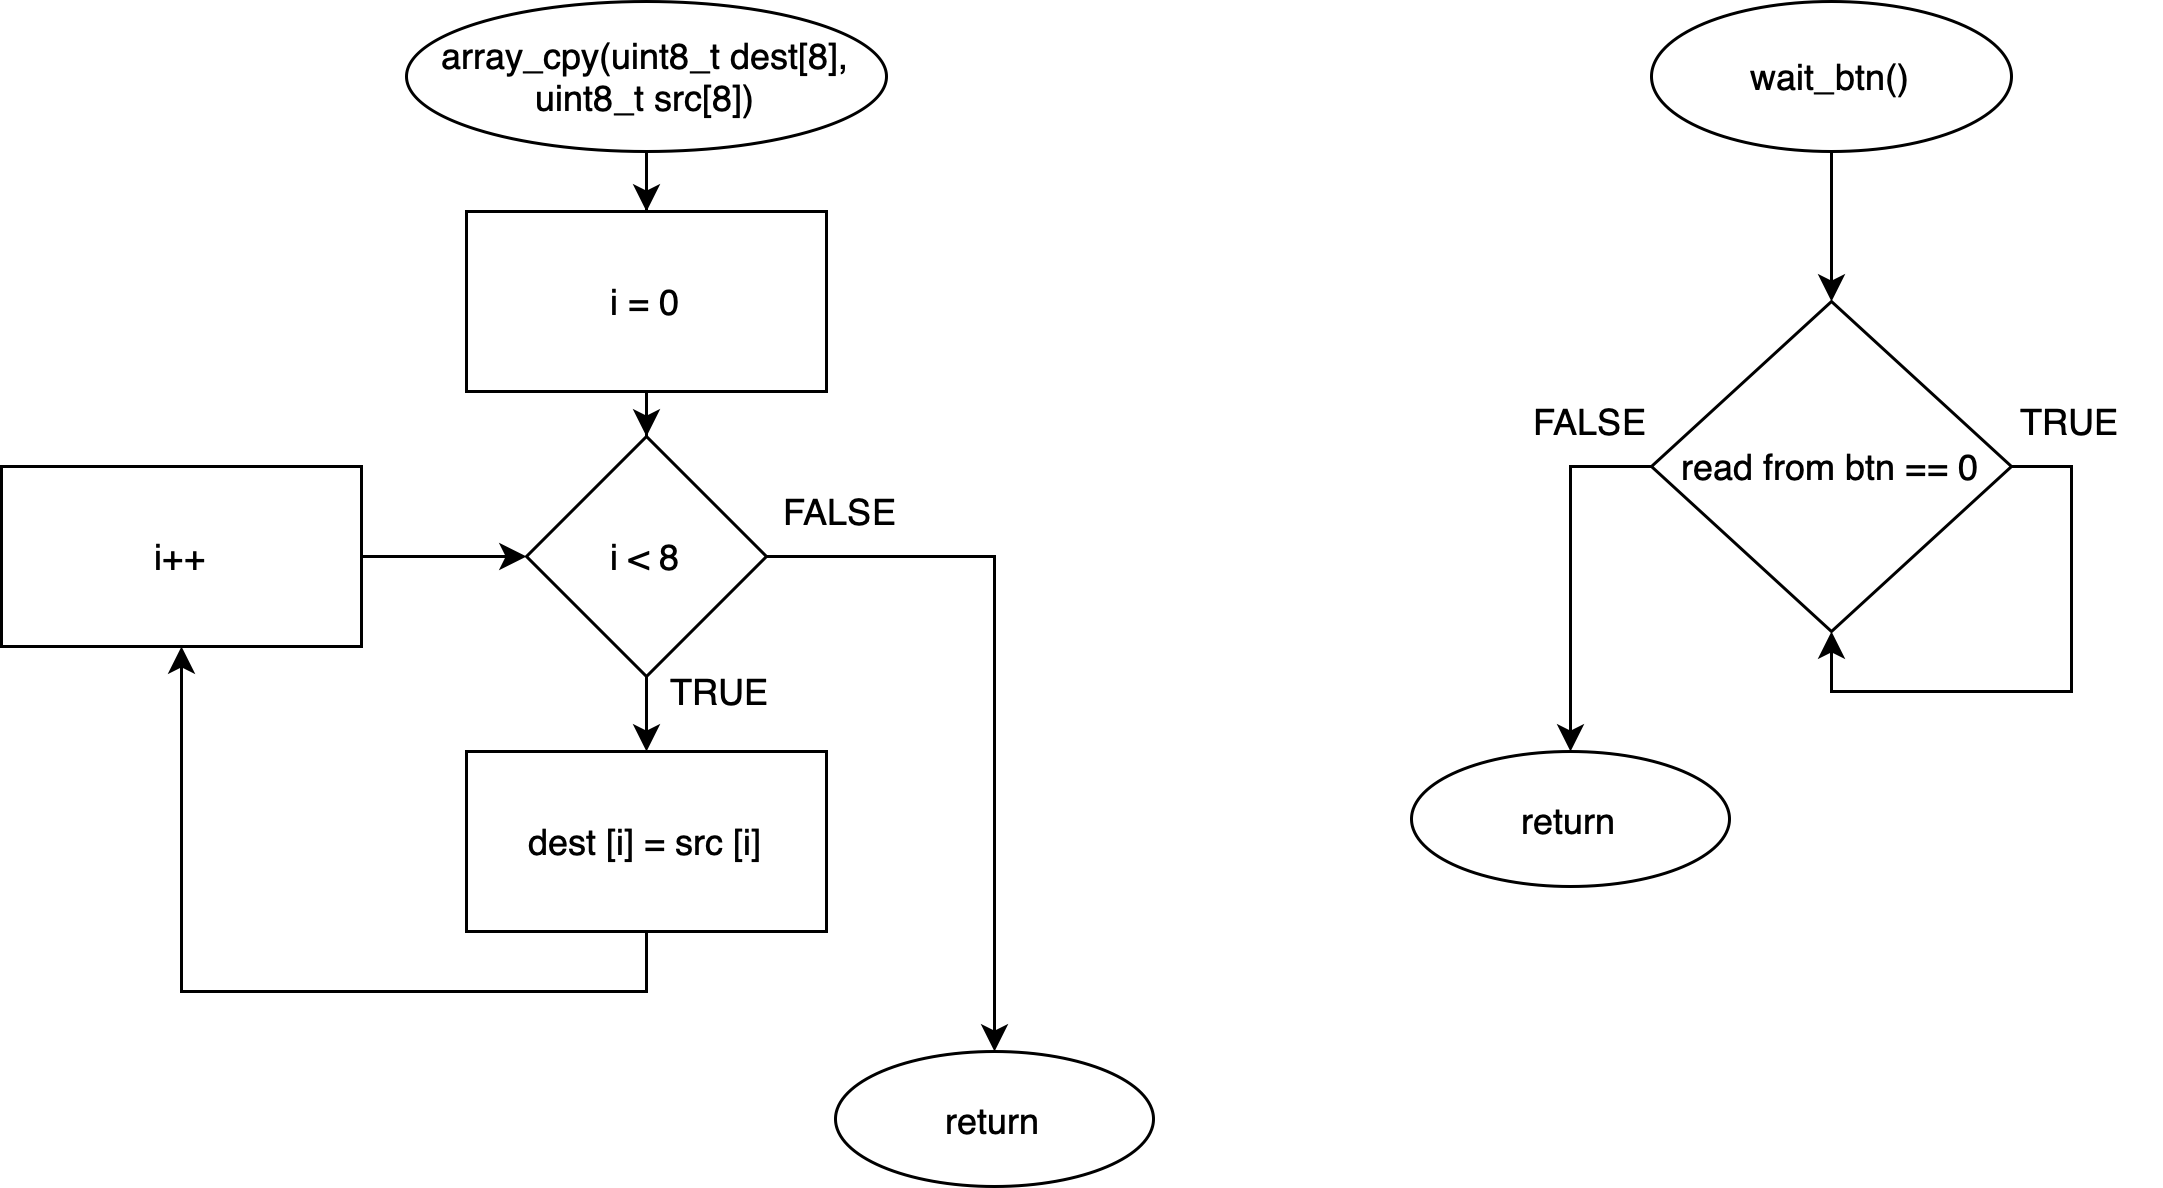 array_cpy(uint8_t dest[8],
uint8_t src[8])
i = 0
i++
i < 8
FALSE
TRUE
dest [i] = src [i]
return
wait_btn()
FALSE
TRUE
read from btn == 0
return